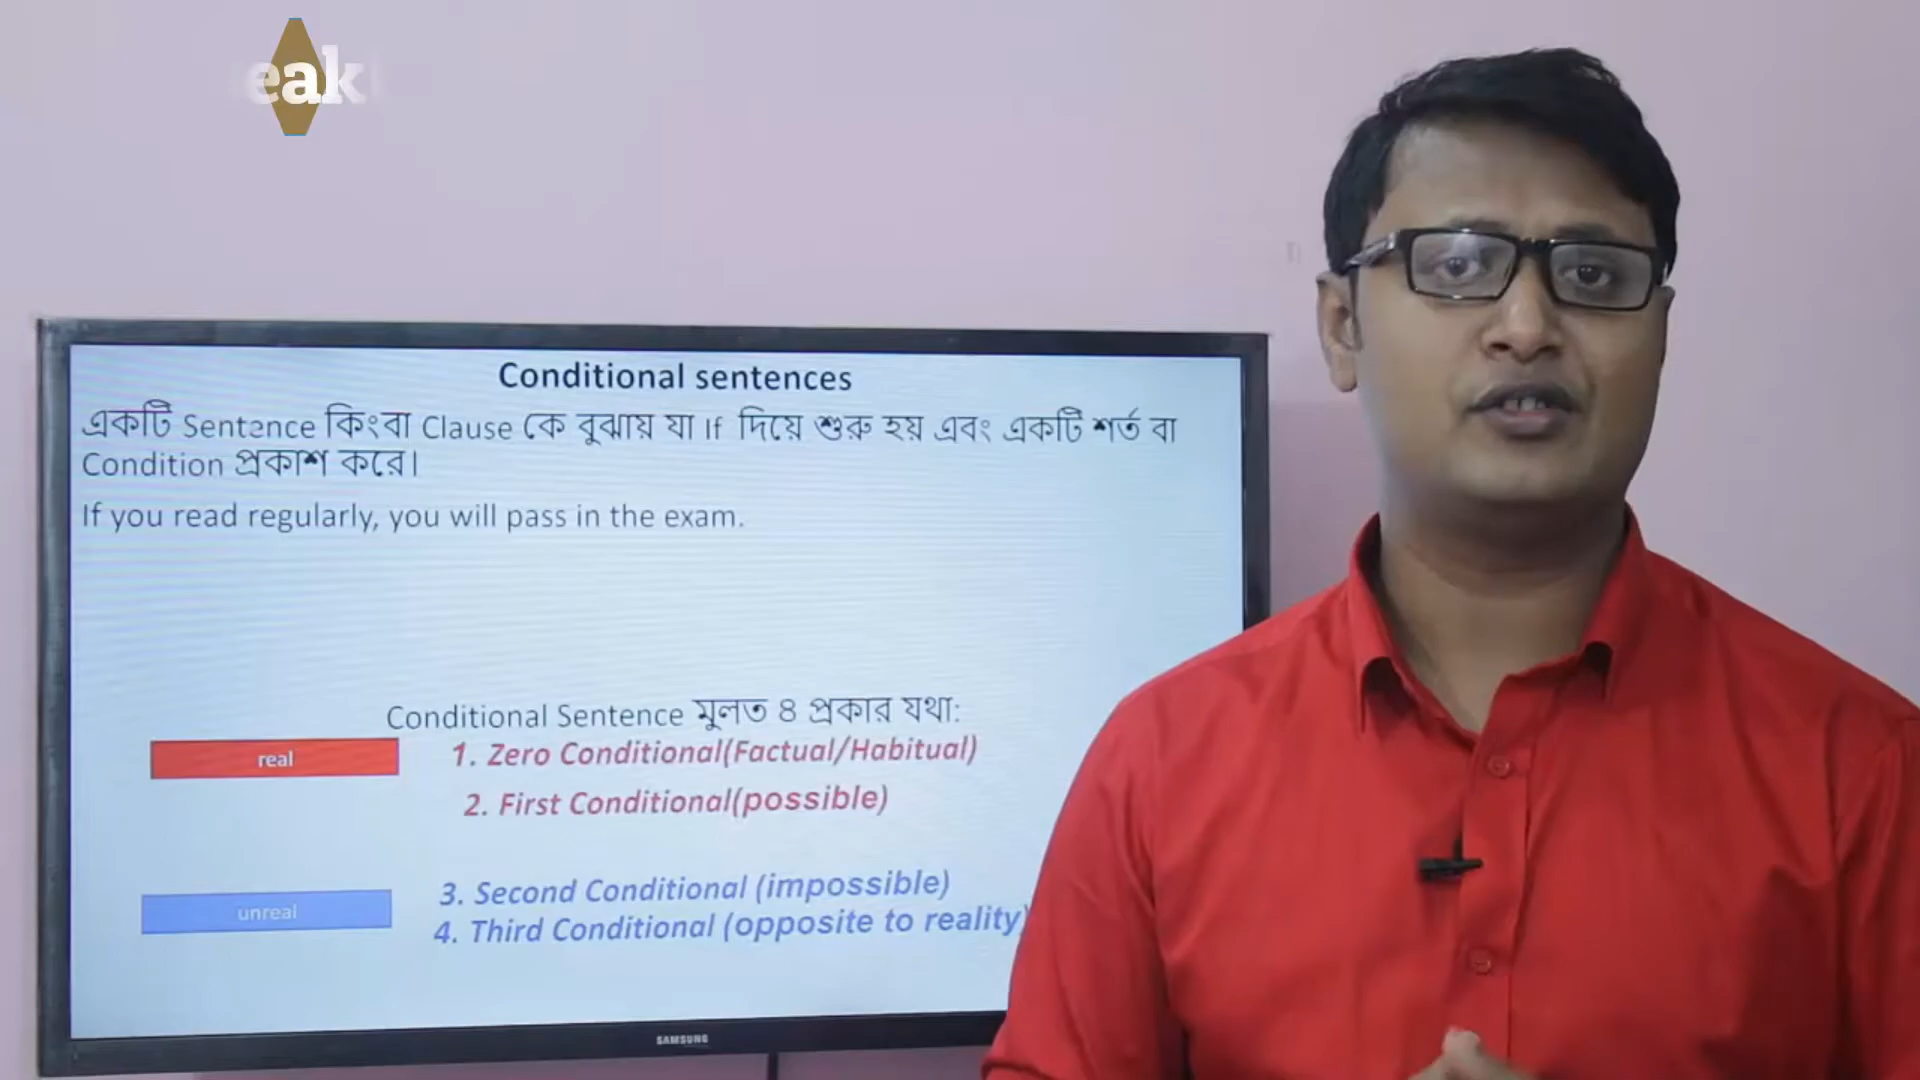 eak
Conditional sentences
একটি Sentence কিংবা Clause কে বুঝায় যা If দিয়ে শুরু হয় এবং একটি শর্ত বা
Condition প্রকাশ করে।
If you read regularly, you will pass in the exam.
Conditional Sentence মুলত ৪ প্রকার যথা:
real
1. Zero Conditional(Factual/Habitual)
2. First Conditional(possible)
3. Second Conditional (impossible)
unreal
4. Third Conditional (opposite to reality)
SAMSUNG